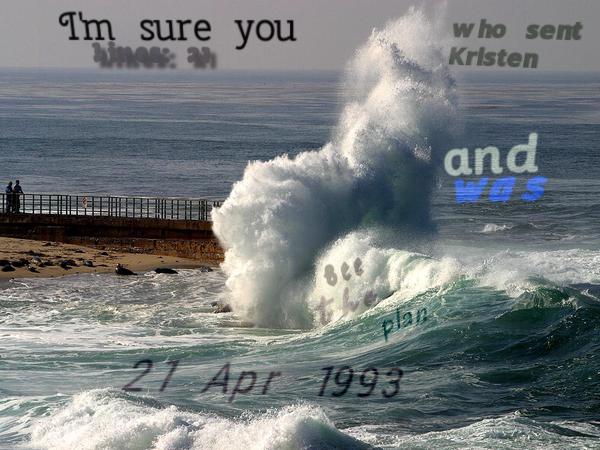 I'm sure you
who sent
Kristen
and
was
see
the
plan
21 Apr 1993